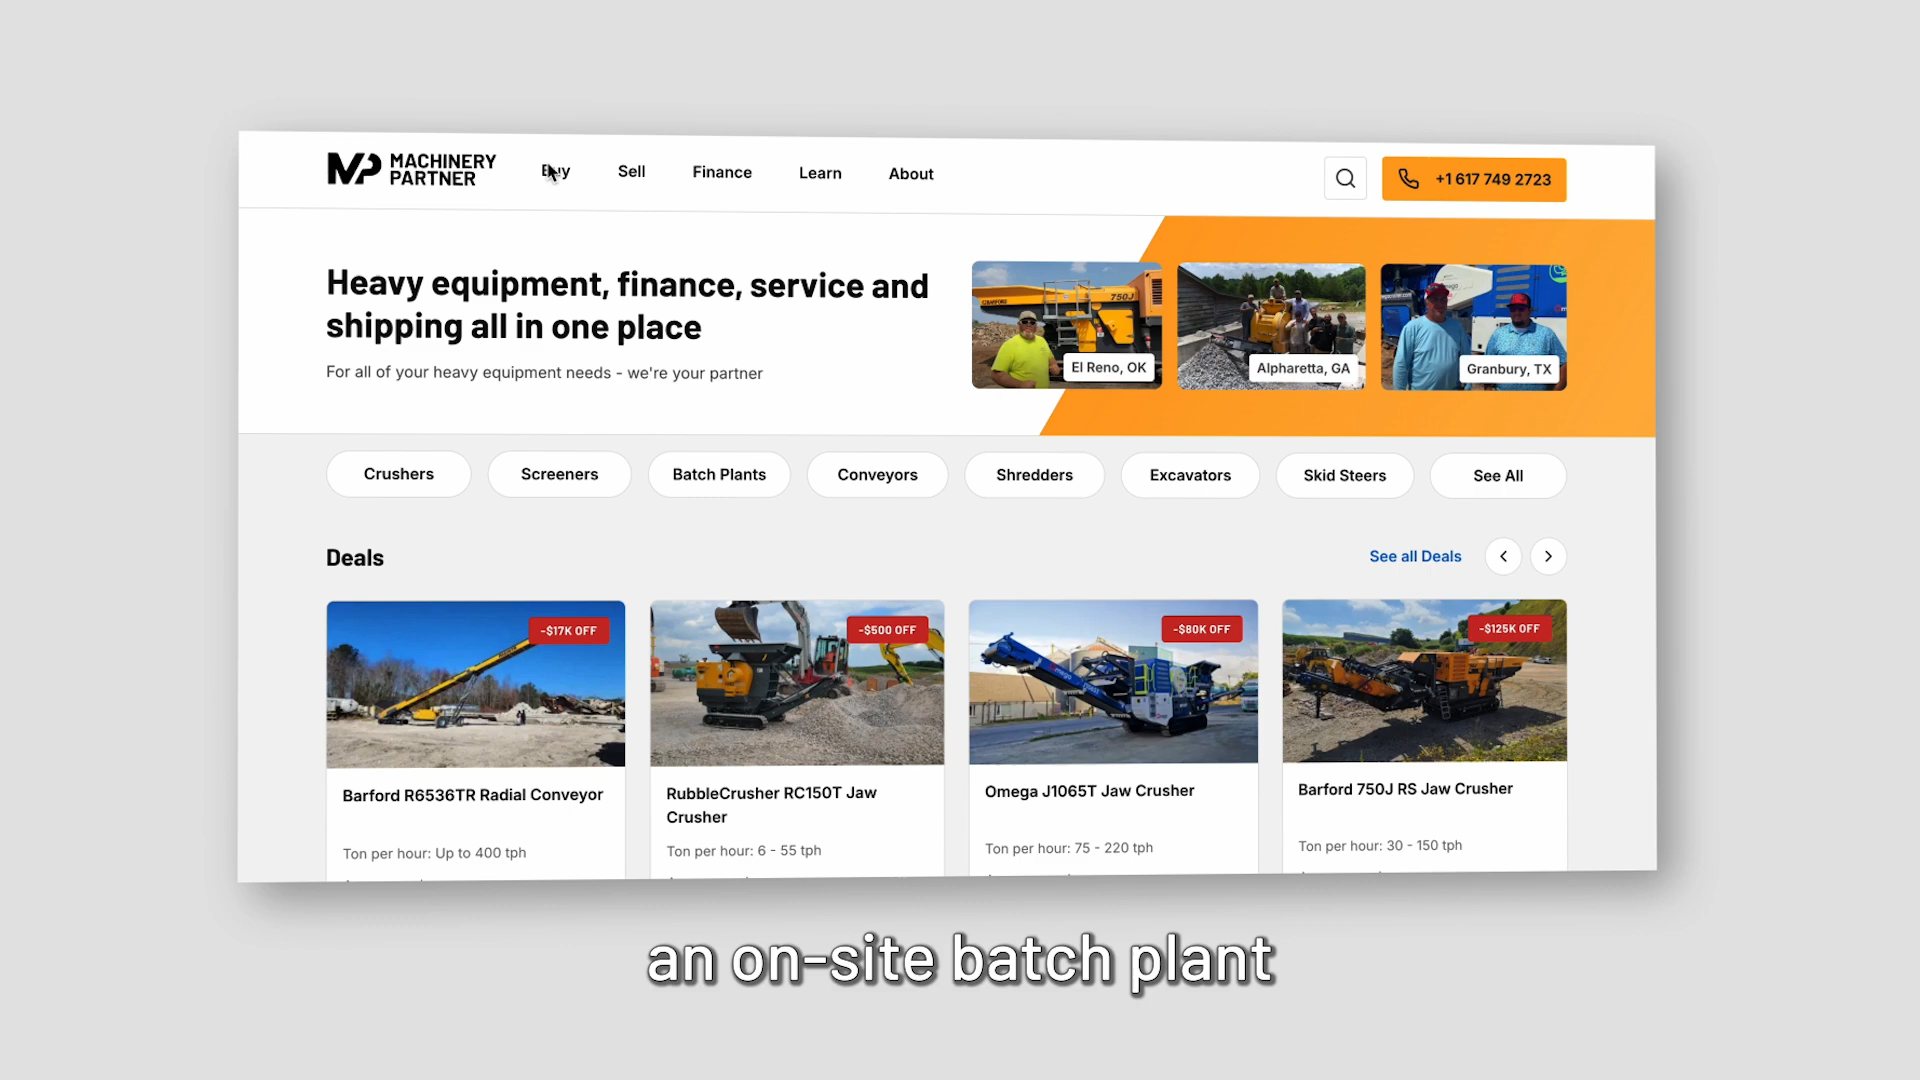 MACHINERY
PARTNER
Buy
Sell
Finance
Learn
About
+1 617 749 2723
Heavy equipment, finance, service and
shipping all in one place
For all of your heavy equipment needs - we're your partner
BARFORD
750J
El Reno, OK
Alpharetta, GA
Granbury, TX
Crushers
Screeners
Batch Plants
Conveyors
Shredders
Excavators
Skid Steers
See All
Deals
See all Deals
-$17K OFF
-$500 OFF
-$80K OFF
-$125K OFF
Barford R6536TR Radial Conveyor
Ton per hour: Up to 400 tph
RubbleCrusher RC150T Jaw
Crusher
Ton per hour: 6 - 55 tph
Omega J1065T Jaw Crusher
Ton per hour: 75 - 220 tph
Barford 750J RS Jaw Crusher
Ton per hour: 30 - 150 tph
an on-site batch plant